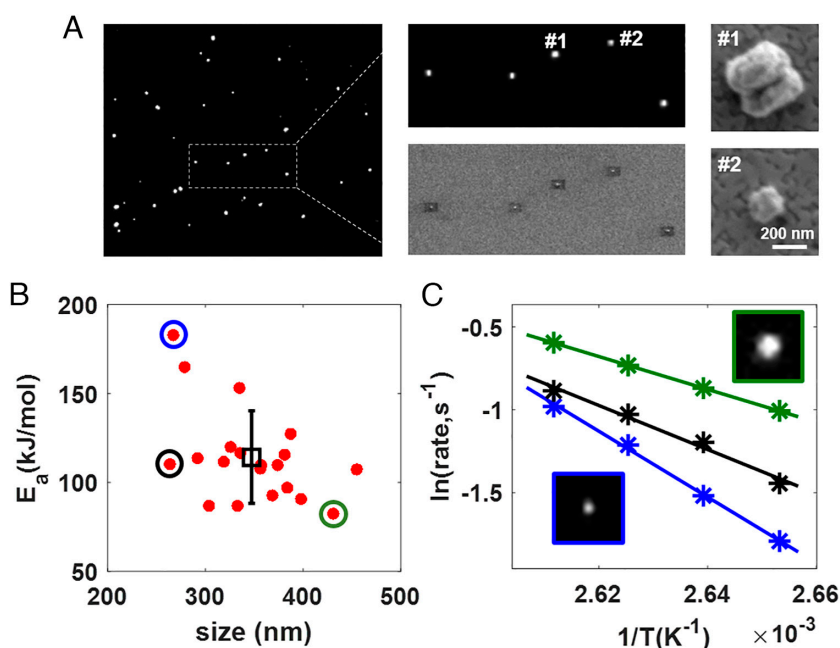 A
#1
#2
#1
#2
200 nm
B
200
150
100
50
E_a(kJ/mol)
200
300
400
500
size (nm)
C
-0.5
-1
-1.5
ln(rate,s⁻¹)
2.62
2.64
2.66
1/T(K⁻¹)
× 10⁻³